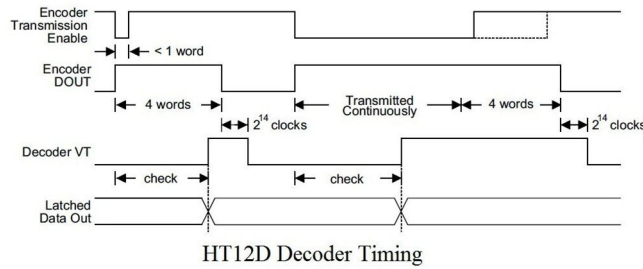 Encoder
Transmission
Enable
< 1 word
Encoder
DOUT
4 words
Transmitted
Continuously
4 words
2^14 clocks
2^14 clocks
Decoder VT
check
check
Latched
Data Out
HT12D Decoder Timing